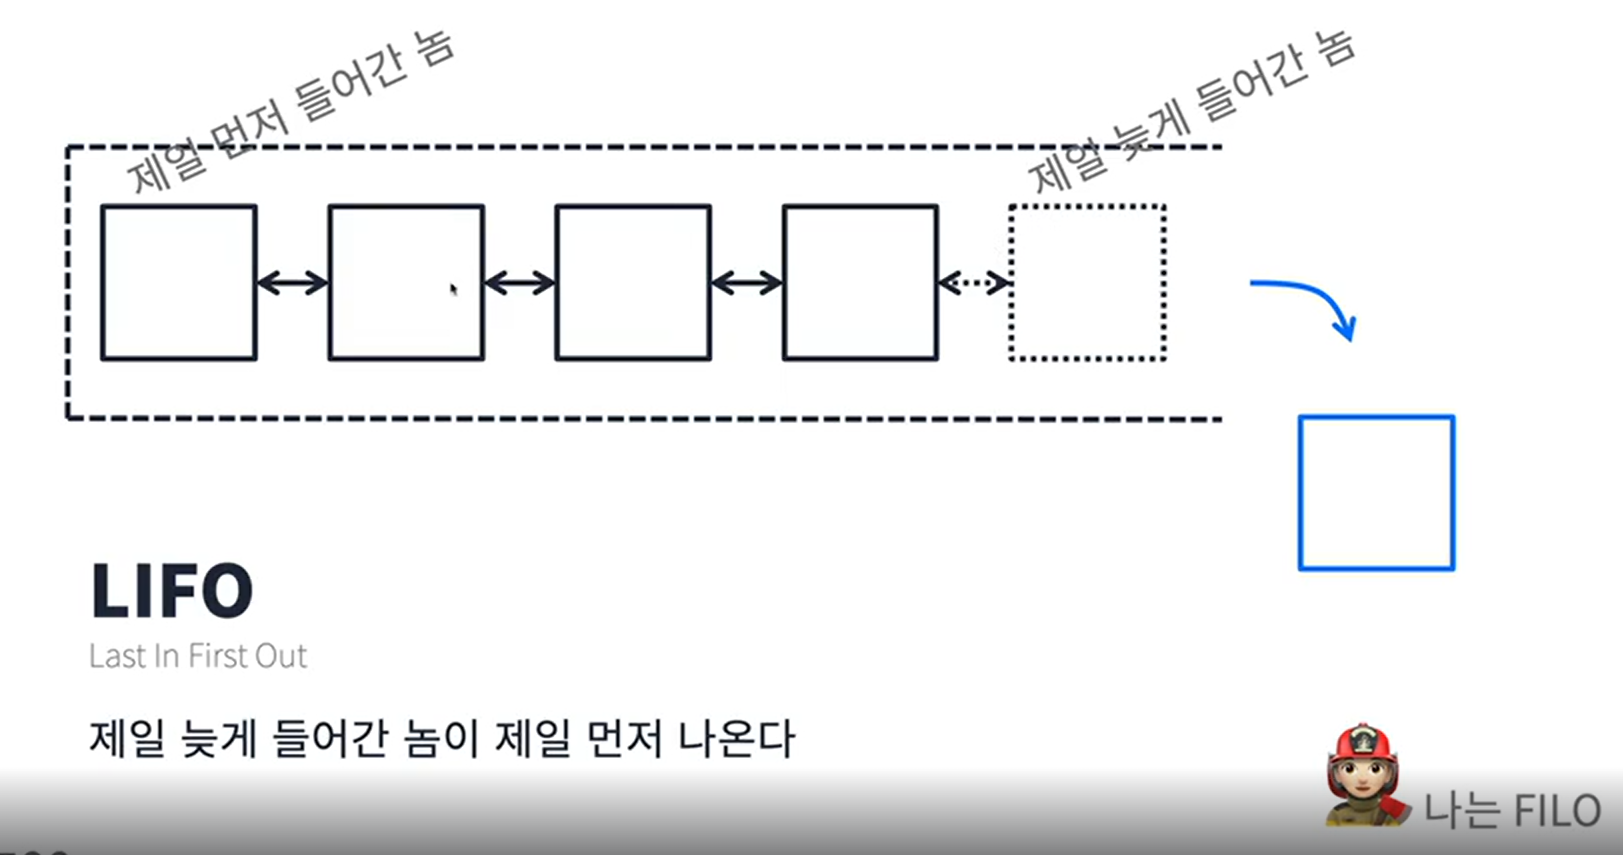 제일 먼저 들어간 놈
제일 늦게 들어간 놈
LIFO
Last In First Out
제일 늦게 들어간 놈이 제일 먼저 나온다
나는 FILO